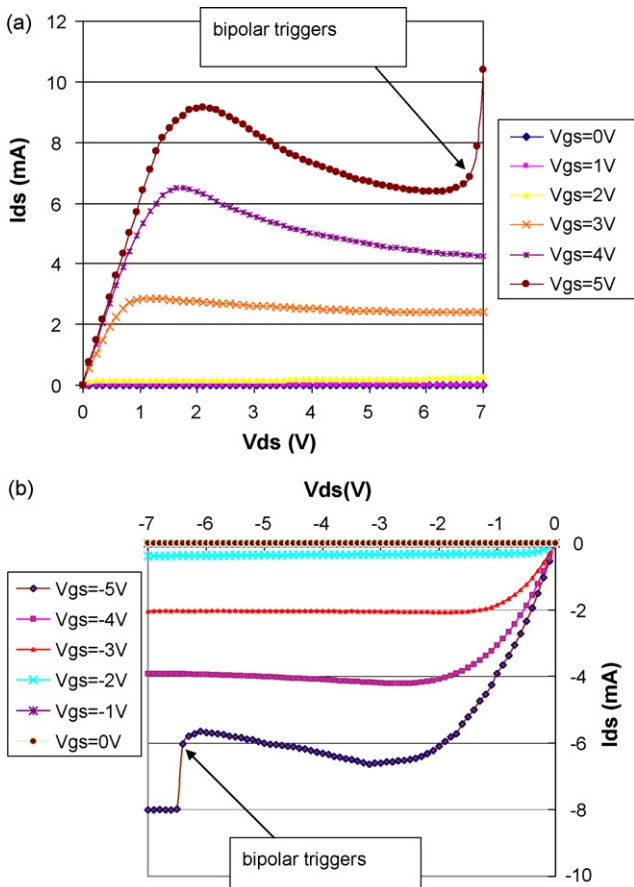 (a)
bipolar triggers
12
10
8
6
4
2
0
Ids (mA)
0 1 2 3 4 5 6 7
Vds (V)
Vgs=0V
Vgs=1V
Vgs=2V
Vgs=3V
Vgs=4V
Vgs=5V
(b)
Vds(V)
-7 -6 -5 -4 -3 -2 -1 0
0
-2
-4
-6
-8
-10
Ids (mA)
Vgs=-5V
Vgs=-4V
Vgs=-3V
Vgs=-2V
Vgs=-1V
Vgs=0V
bipolar triggers